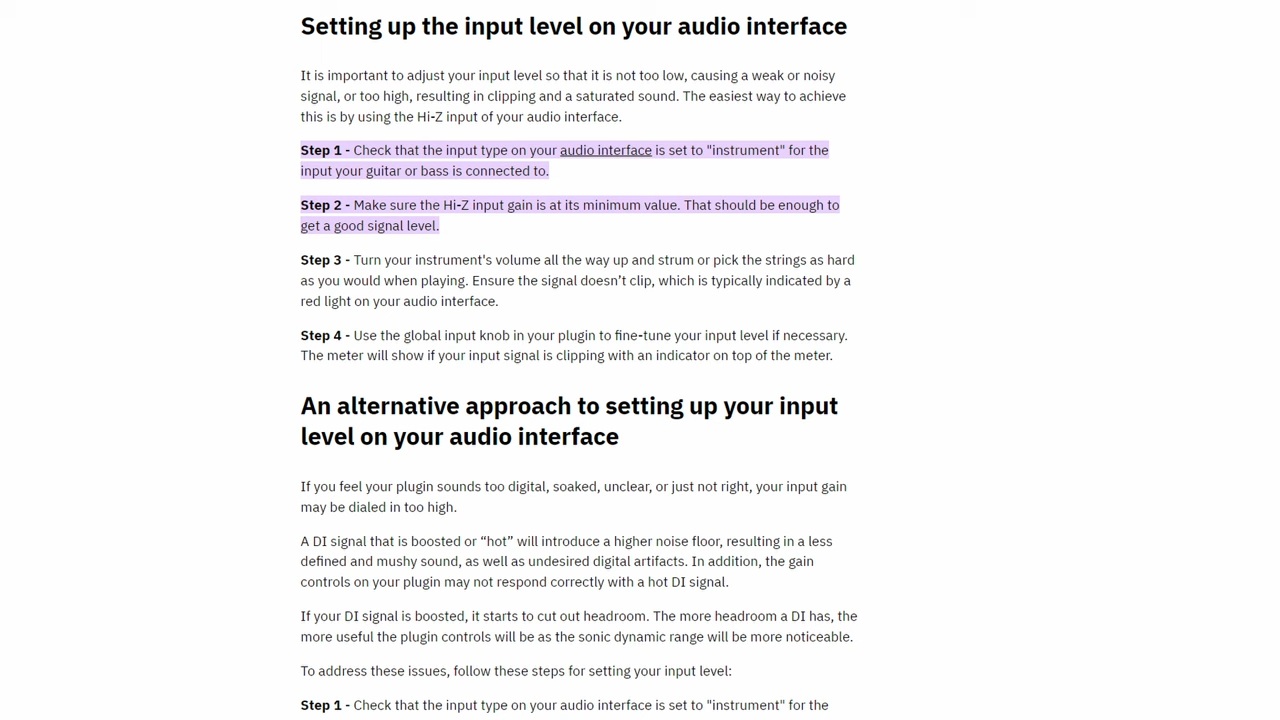 Setting up the input level on your audio interface
It is important to adjust your input level so that it is not too low, causing a weak or noisy
signal, or too high, resulting in clipping and a saturated sound. The easiest way to achieve
this is by using the Hi-Z input of your audio interface.
Step 1 - Check that the input type on your audio interface is set to "instrument" for the
input your guitar or bass is connected to.
Step 2 - Make sure the Hi-Z input gain is at its minimum value. That should be enough to
get a good signal level.
Step 3 - Turn your instrument's volume all the way up and strum or pick the strings as hard
as you would when playing. Ensure the signal doesn’t clip, which is typically indicated by a
red light on your audio interface.
Step 4 - Use the global input knob in your plugin to fine-tune your input level if necessary.
The meter will show if your input signal is clipping with an indicator on top of the meter.
An alternative approach to setting up your input
level on your audio interface
If you feel your plugin sounds too digital, soaked, unclear, or just not right, your input gain
may be dialed in too high.
A DI signal that is boosted or “hot” will introduce a higher noise floor, resulting in a less
defined and mushy sound, as well as undesired digital artifacts. In addition, the gain
controls on your plugin may not respond correctly with a hot DI signal.
If your DI signal is boosted, it starts to cut out headroom. The more headroom a DI has, the
more useful the plugin controls will be as the sonic dynamic range will be more noticeable.
To address these issues, follow these steps for setting your input level:
Step 1 - Check that the input type on your audio interface is set to "instrument" for the